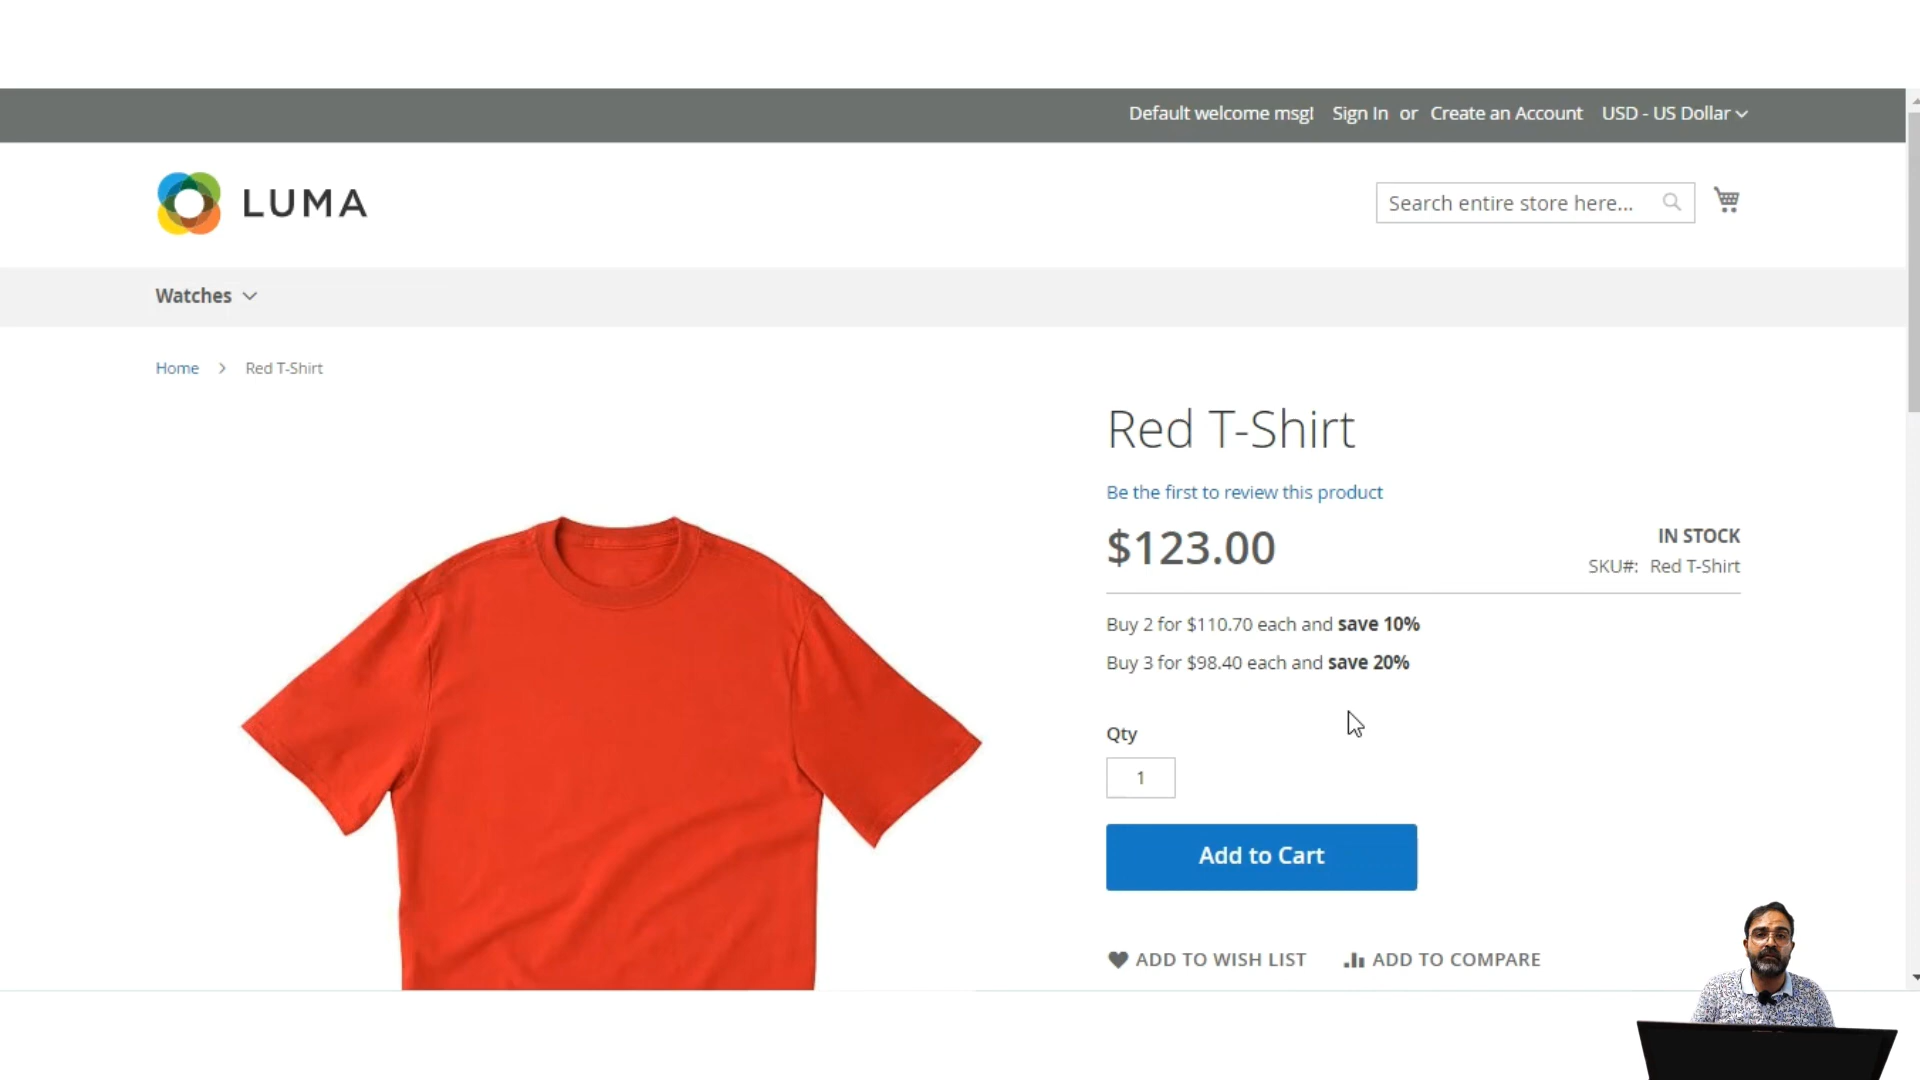 Default welcome msg! Sign In or Create an Account USD - US Dollar
LUMA
Search entire store here...
Watches
Home > Red T-Shirt
Red T-Shirt
Be the first to review this product
$123.00
IN STOCK
SKU#: Red T-Shirt
Buy 2 for $110.70 each and save 10%
Buy 3 for $98.40 each and save 20%
Qty
1
Add to Cart
ADD TO WISH LIST ADD TO COMPARE